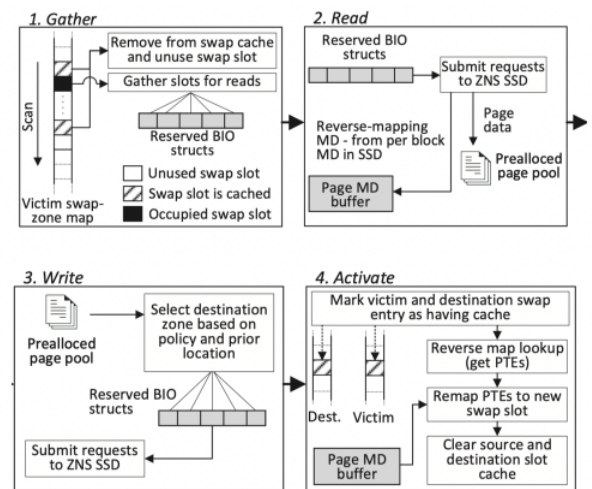 1. Gather
Remove from swap cache
and unuse swap slot
Gather slots for reads
Scan
Reserved BIO
structs
Unused swap slot
Swap slot is cached
Occupied swap slot
Victim swap-
zone map
2. Read
Reserved BIO
structs
Submit requests
to ZNS SSD
Page
data
Reverse-mapping
MD - from per block
MD in SSD
Prealloced
page pool
Page MD
buffer
3. Write
Prealloced
page pool
Select destination
zone based on
policy and prior
location
Reserved BIO
structs
Submit requests
to ZNS SSD
4. Activate
Mark victim and destination swap
entry as having cache
Reverse map lookup
(get PTEs)
Dest.
Victim
Remap PTEs to new
swap slot
Page MD
buffer
Clear source and
destination slot
cache